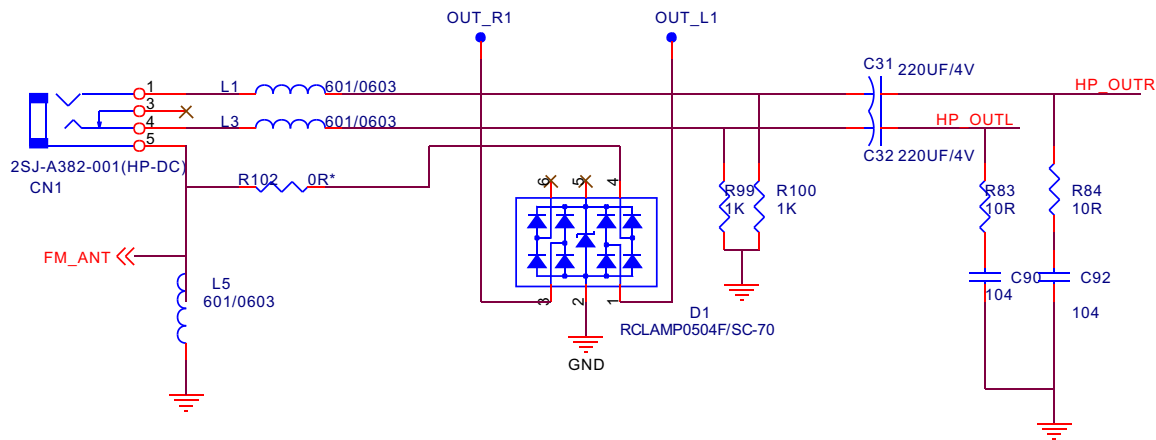 OUT_R1
OUT_L1
C31
220UF/4V
HP_OUTR
1
L1
601/0603
3
4
L3
601/0603
HP_OUTL
5
C32
220UF/4V
2SJ-A382-001(HP-DC)
CN1
R102
0R*
6
5
4
R99
1K
R100
1K
R83
10R
R84
10R
FM_ANT
L5
601/0603
3
2
1
D1
RCLAMP0504F/SC-70
GND
C90
104
C92
104